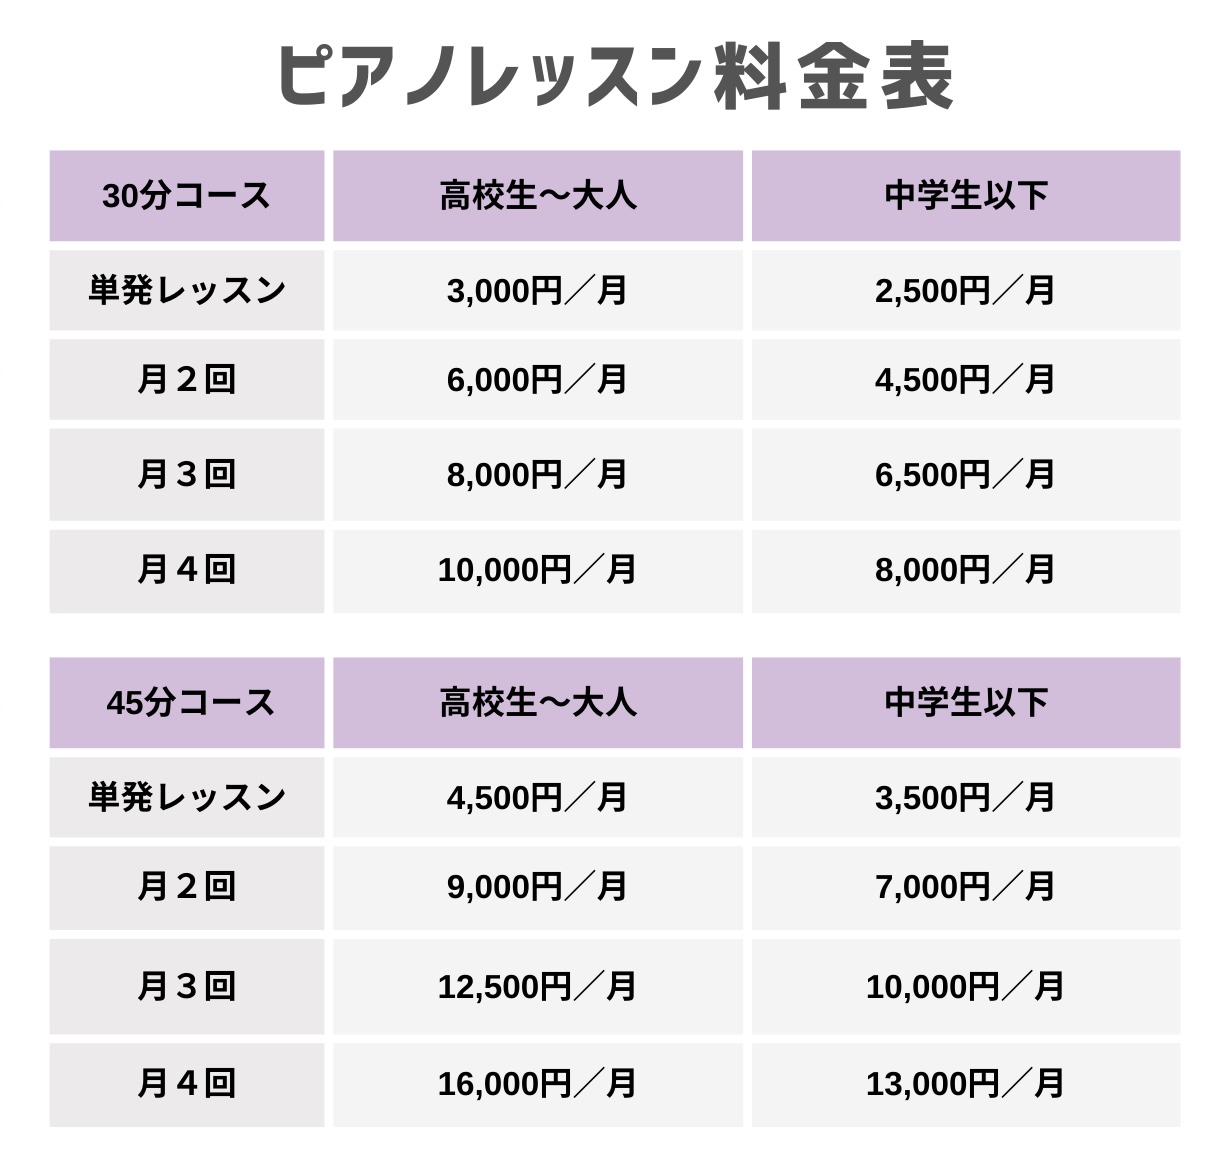 ピアノレッスン料金表
30分コース 高校生〜大人 中学生以下
単発レッスン 3,000円／月 2,500円／月
月２回 6,000円／月 4,500円／月
月３回 8,000円／月 6,500円／月
月４回 10,000円／月 8,000円／月
45分コース 高校生〜大人 中学生以下
単発レッスン 4,500円／月 3,500円／月
月２回 9,000円／月 7,000円／月
月３回 12,500円／月 10,000円／月
月４回 16,000円／月 13,000円／月